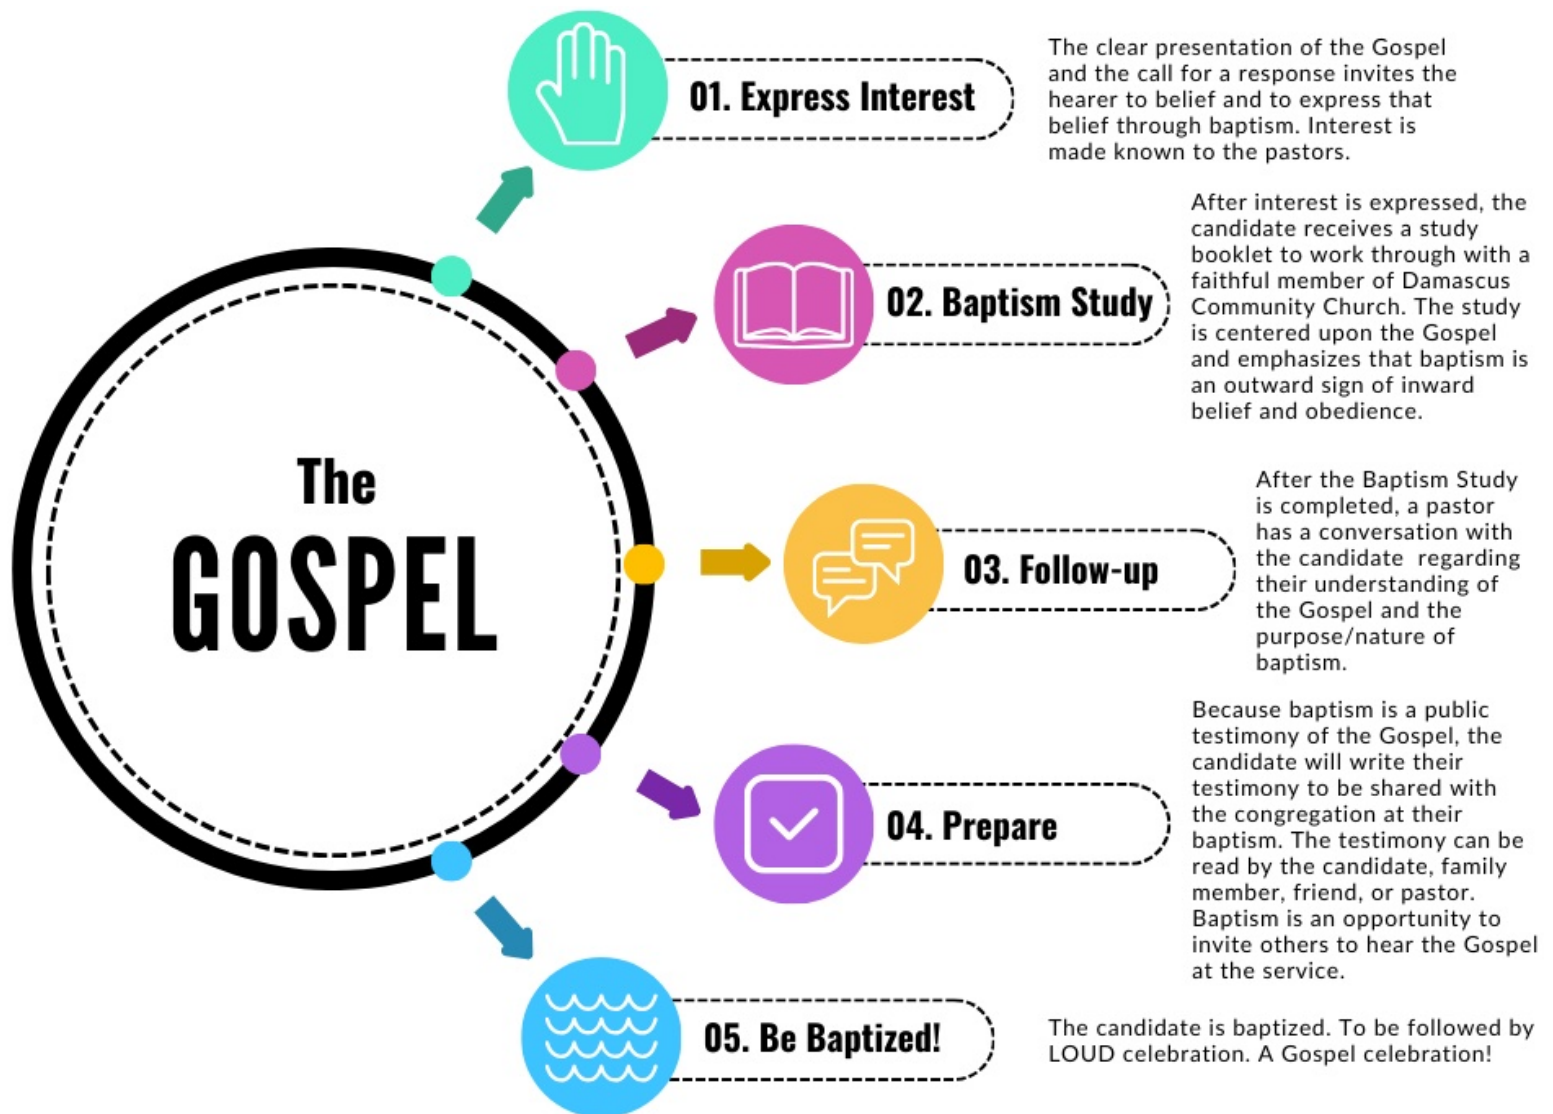 The
GOSPEL
01. Express Interest
The clear presentation of the Gospel
and the call for a response invites the
hearer to belief and to express that
belief through baptism. Interest is
made known to the pastors.
02. Baptism Study
After interest is expressed, the
candidate receives a study
booklet to work through with a
faithful member of Damascus
Community Church. The study
is centered upon the Gospel
and emphasizes that baptism is
an outward sign of inward
belief and obedience.
03. Follow-up
After the Baptism Study
is completed, a pastor
has a conversation with
the candidate  regarding
their understanding of
the Gospel and the
purpose/nature of
baptism.
04. Prepare
Because baptism is a public
testimony of the Gospel, the
candidate will write their
testimony to be shared with
the congregation at their
baptism. The testimony can be
read by the candidate, family
member, friend, or pastor.
Baptism is an opportunity to
invite others to hear the Gospel
at the service.
05. Be Baptized!
The candidate is baptized. To be followed by
LOUD celebration. A Gospel celebration!